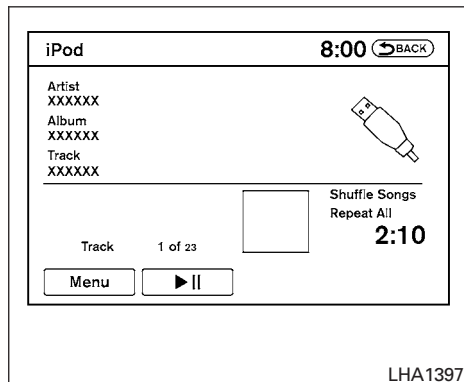 iPod 8:00 BACK
Artist
XXXXXX
Album
XXXXXX
Track
XXXXXX
Shuffle Songs
Repeat All
2:10
Track 1 of 23
Menu
LHA1397